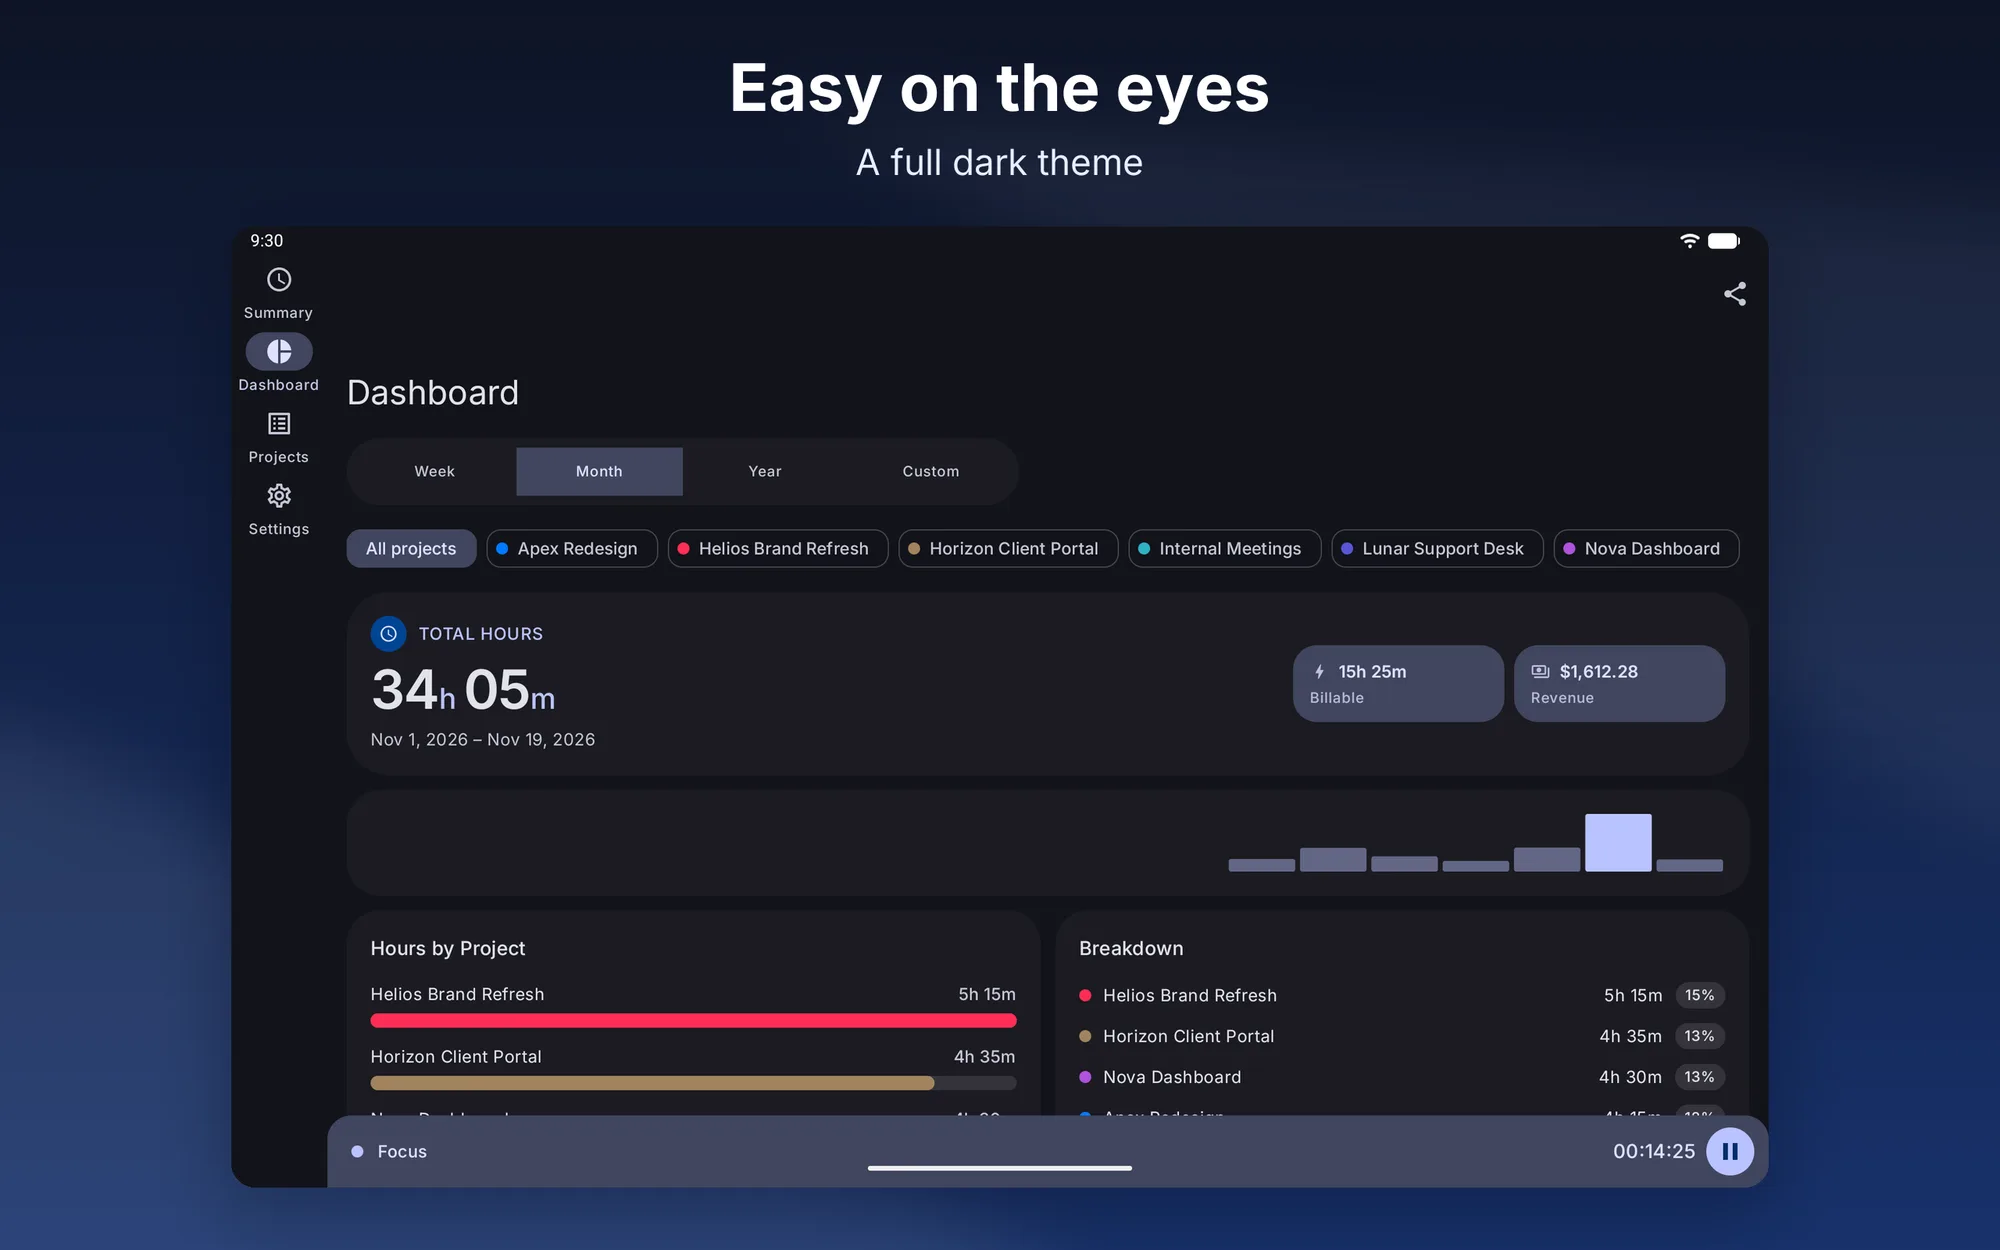 Easy on the eyes
A full dark theme
9:30
Summary
Dashboard
Projects
Settings
Dashboard
Week Month Year Custom
All projects Apex Redesign Helios Brand Refresh Horizon Client Portal Internal Meetings Lunar Support Desk Nova Dashboard
TOTAL HOURS
34h 05m
Nov 1, 2026 – Nov 19, 2026
15h 25m
Billable
$1,612.28
Revenue
Hours by Project
Helios Brand Refresh 5h 15m
Horizon Client Portal 4h 35m
Breakdown
Helios Brand Refresh 5h 15m 15%
Horizon Client Portal 4h 35m 13%
Nova Dashboard 4h 30m 13%
Focus 00:14:25